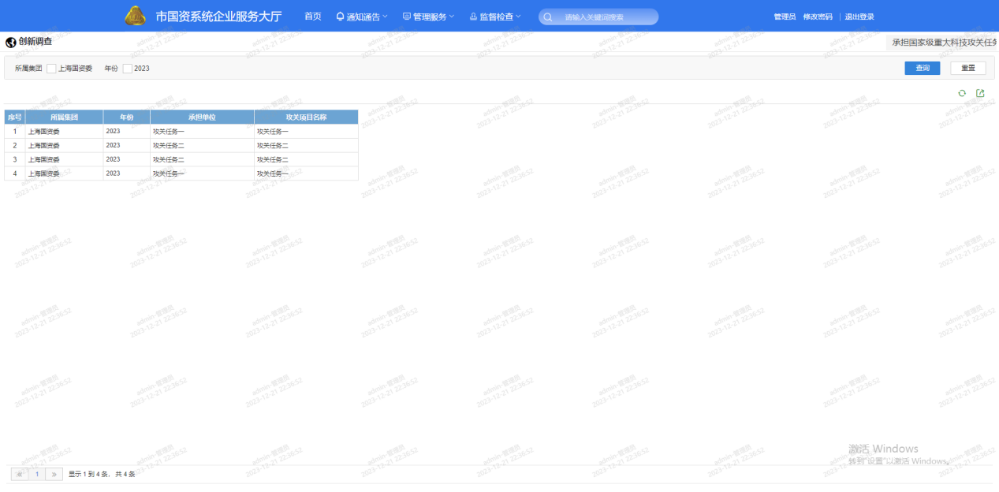 市国资系统企业服务大厅 首页 通知通告 管理服务 监督检查 请输入关键词搜索 管理员 修改密码 退出登录
创新调查 承担国家级重大科技攻关任务
所属集团 上海国资委 年份 2023 查询 重置
序号 所属集团 年份 承担单位 攻关项目名称
1 上海国资委 2023 攻关任务一 攻关任务一
2 上海国资委 2023 攻关任务二 攻关任务二
3 上海国资委 2023 攻关任务二 攻关任务二
4 上海国资委 2023 攻关任务一 攻关任务一
admin-管理员
2023-12-21 22:36:52
激活 Windows
转到"设置"以激活 Windows。
« 1 » 显示 1 到 4 条，共 4 条